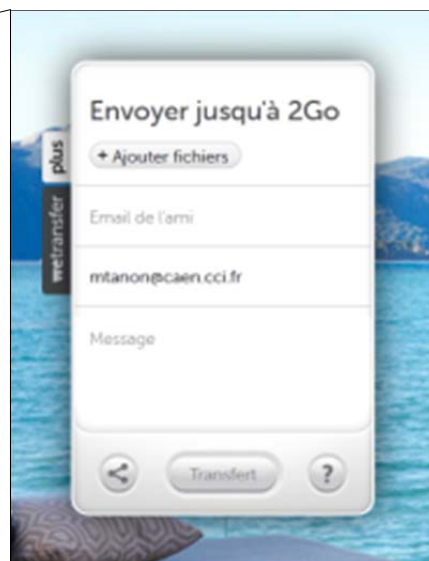 Envoyer jusqu'à 2Go
+ Ajouter fichiers
Email de l'ami
mtanon@caen.cci.fr
Message
Transfert
?
wetransfer plus